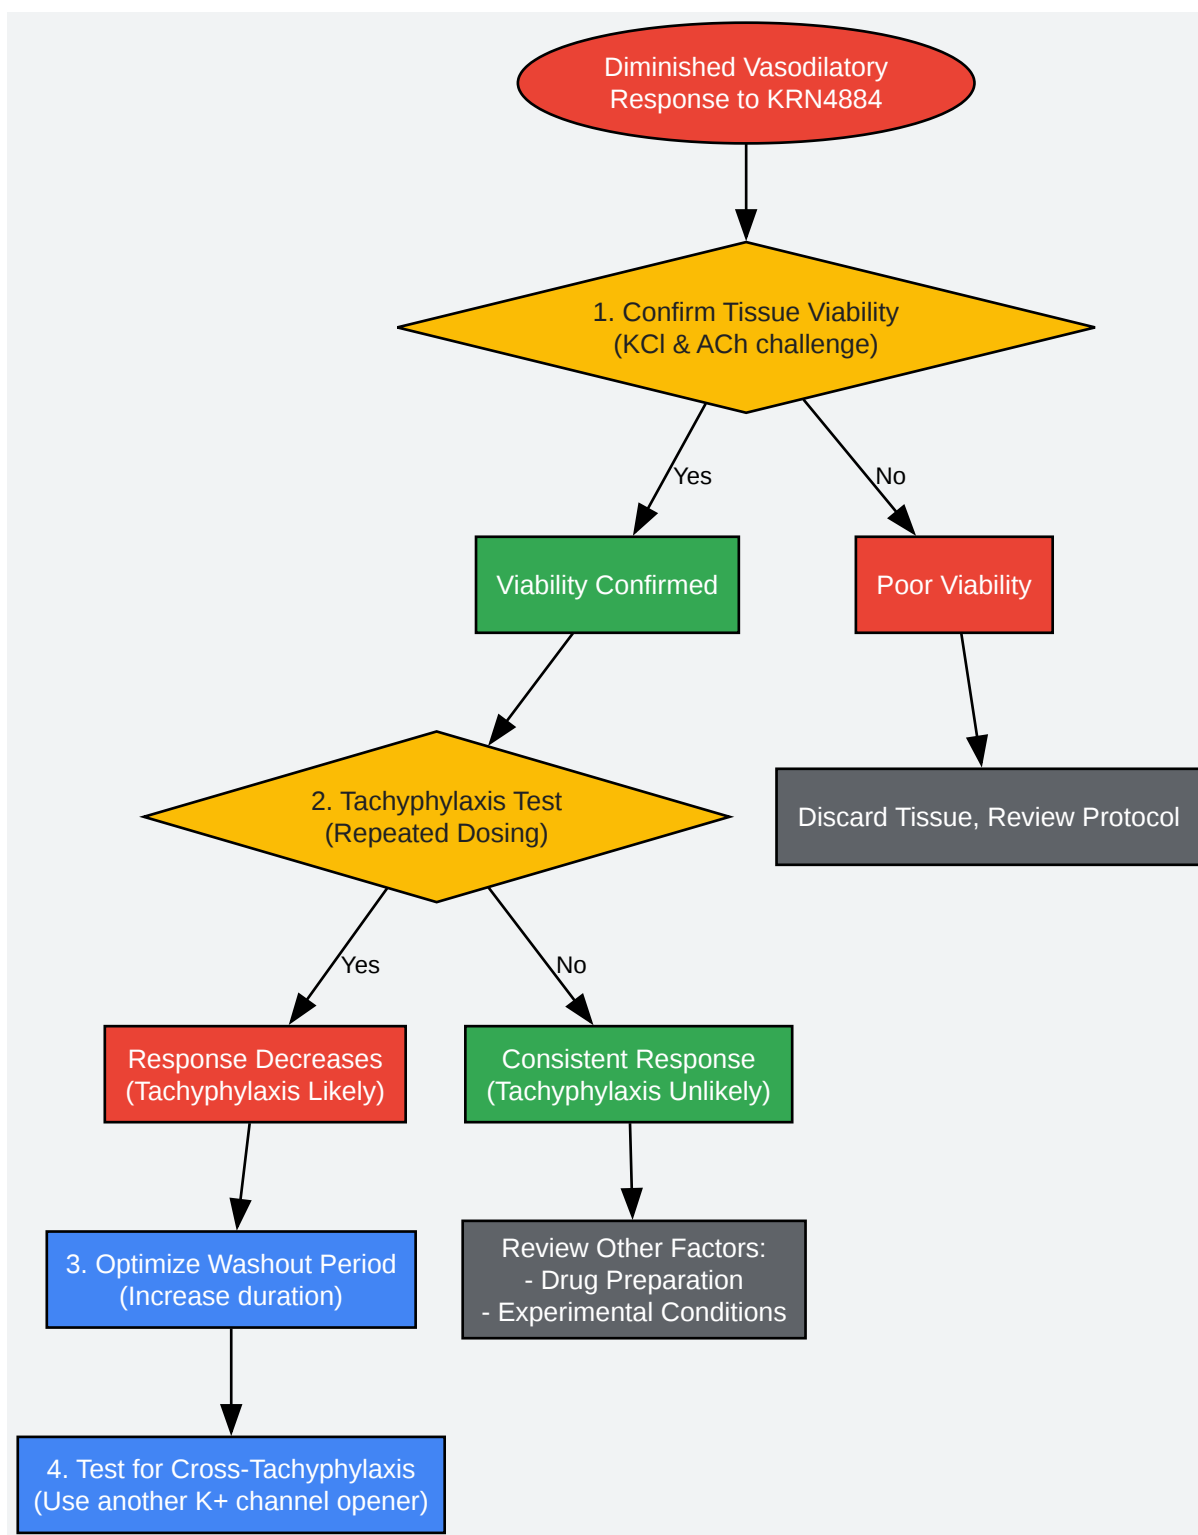 Diminished Vasodilatory
Response to KRN4884
1. Confirm Tissue Viability
(KCl & ACh challenge)
Yes
No
Viability Confirmed
Poor Viability
2. Tachyphylaxis Test
(Repeated Dosing)
Discard Tissue, Review Protocol
Yes
No
Response Decreases
(Tachyphylaxis Likely)
Consistent Response
(Tachyphylaxis Unlikely)
3. Optimize Washout Period
(Increase duration)
Review Other Factors:
- Drug Preparation
- Experimental Conditions
4. Test for Cross-Tachyphylaxis
(Use another K+ channel opener)